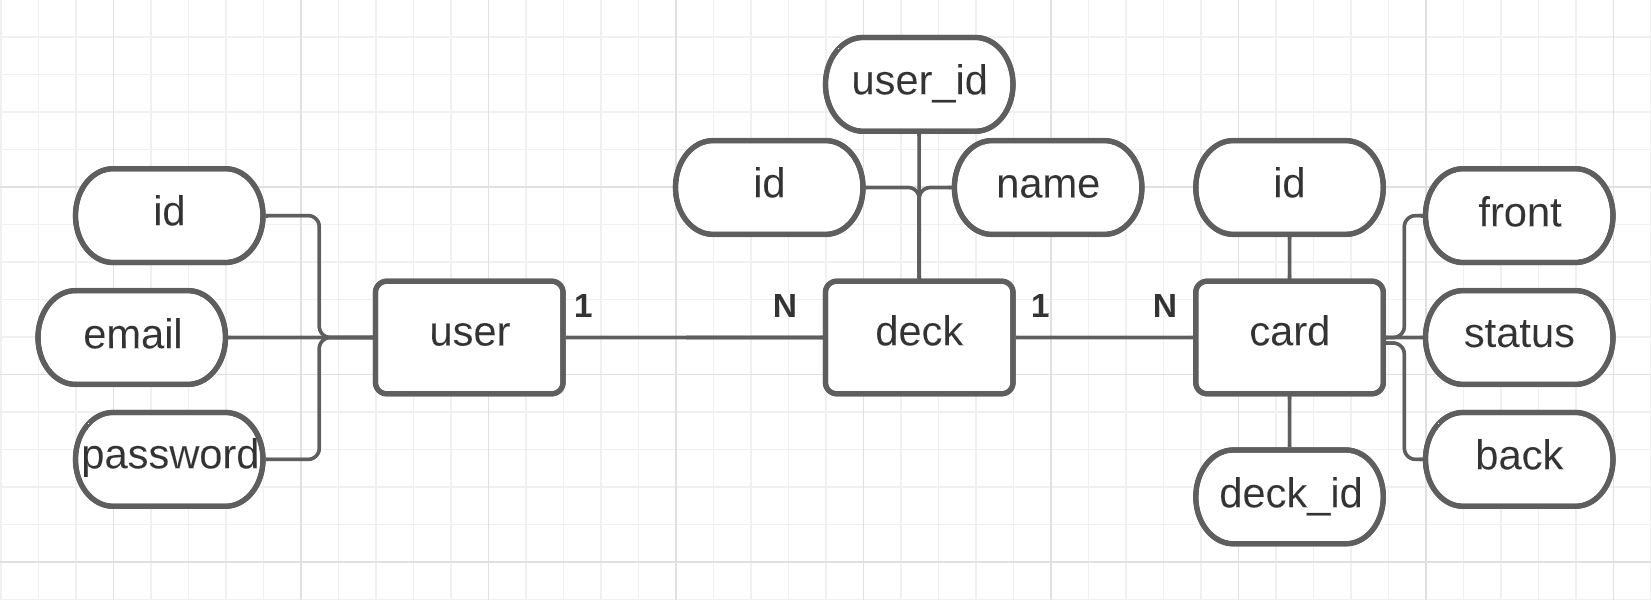 user_id
id
name
id
id
front
email
user
1
N
deck
1
N
card
status
password
back
deck_id